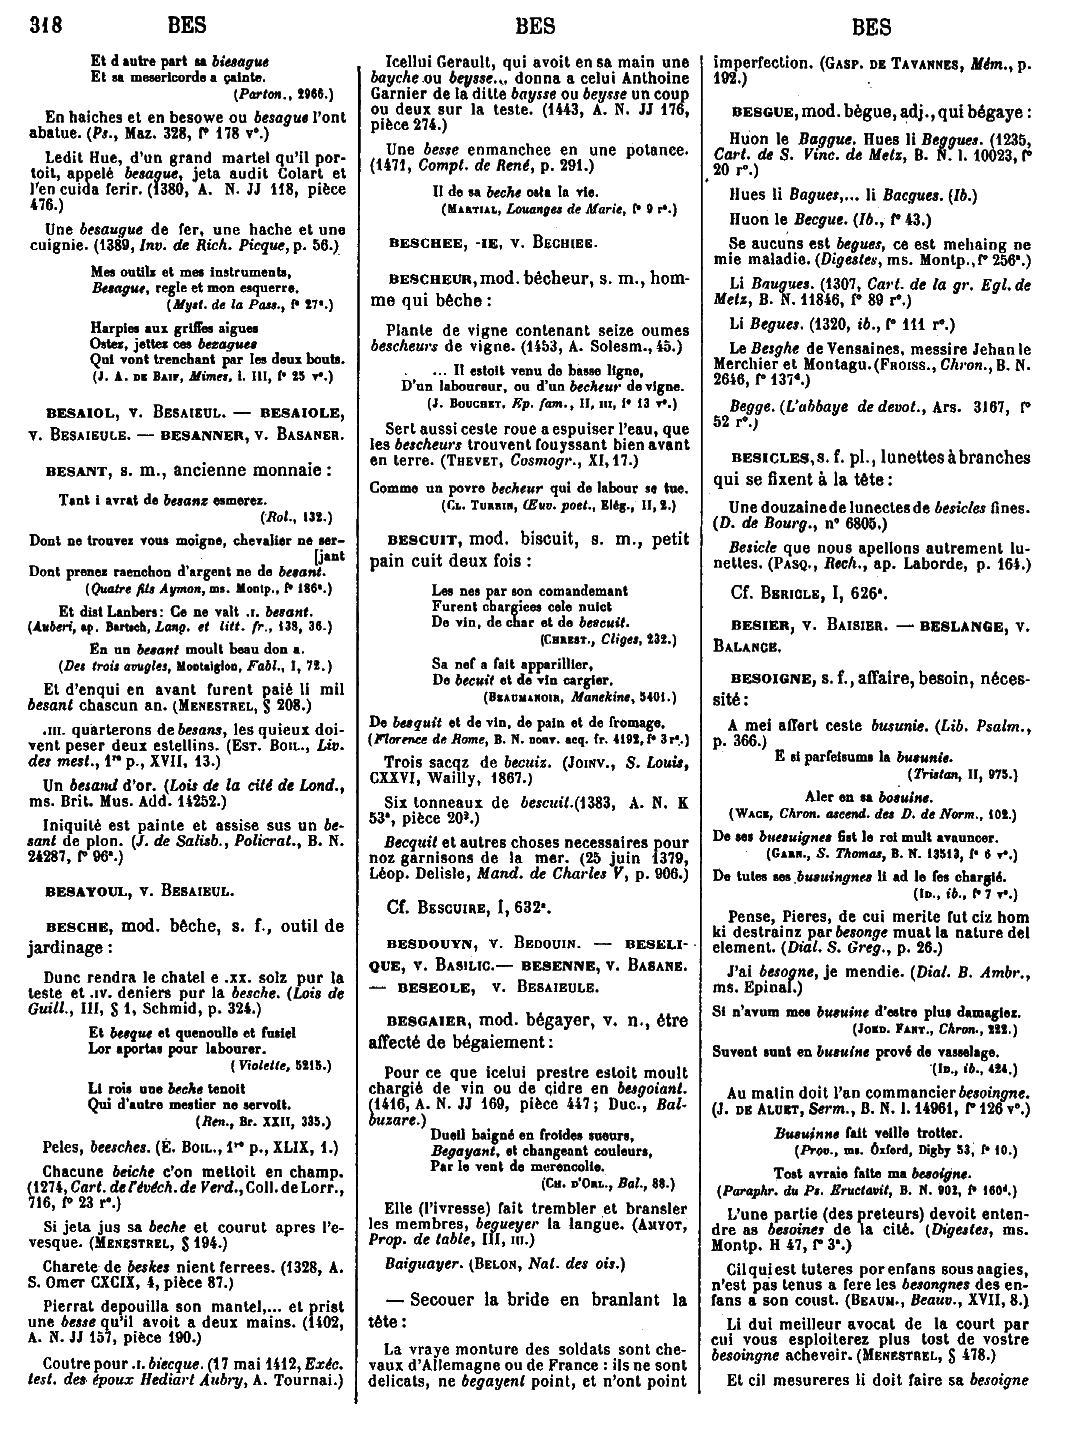 318 BES BES BES
Et d autre part sa biesague
Et sa mesericorde a çainte.
(Parton., 2966.)
En haiches et en besowe ou besague l'ont
abatue. (Ps., Maz. 328, f° 178 v°.)
Ledit Hue, d'un grand martel qu'il por-
toit, appelé besague, jeta audit Colart et
l'en cuida ferir. (1380, A. N. JJ 118, pièce
476.)
Une besaugue de fer, une hache et une
cuignie. (1389, Inv. de Rich. Picque, p. 56.)
Mes outilz et mes instruments,
Besague, regle et mon esquerre.
(Myst. de la Pass., f° 27ª.)
Harpies aux griffes aigues
Ostez, jettez ces bezagues
Qui vont trenchant par les deux bouts.
(J. A. DE BAIF, Mimes, l. III, f° 25 v°.)
BESAIOL, v. BESAIEUL. — BESAIOLE,
v. BESAIEULE. — BESANNER, v. BASANER.
BESANT, s. m., ancienne monnaie :
Tant i avrat de besanz esmerez.
(Rol., 132.)
Dont ne trouvez vous moigne, chevalier ne ser-
[jant
Dont prenez raenchon d'argent ne de besant.
(Quatre fils Aymon, ms. Montp., f° 186ª.)
Et dist Lanbers: Ce ne valt .I. besant.
(Auberi, ap. Bartsch, Lang. et litt. fr., 138, 36.)
En un besant moult beau don a.
(Des trois avugles, Montaiglon, Fabl., I, 72.)
Et d'enqui en avant furent paié li mil
besant chascun an. (MENESTREL, § 208.)
.III. quarterons de besans, les quieux doi-
vent peser deux estellins. (EST. BOIL., Liv.
des mest., 1re p., XVII, 13.)
Un besand d'or. (Lois de la cité de Lond.,
ms. Brit. Mus. Add. 14252.)
Iniquité est painte et assise sus un be-
sant de plon. (J. de Salisb., Policrat., B. N.
24287, f° 96ª.)
BESAYOUL, v. BESAIEUL.
BESCHE, mod. bêche, s. f., outil de
jardinage :
Dunc rendra le chatel e .XX. solz pur la
teste et .IV. deniers pur la besche. (Lois de
Guill., III, § 1, Schmid, p. 324.)
Et besque et quenoulle et fusiel
Lor aportas pour labourer.
(Violette, 5215.)
Li rois une beche tenoit
Qui d'autre mestier ne servoit.
(Ren., Br. XXII, 335.)
Peles, beesches. (É. BOIL., 1re p., XLIX, 1.)
Chacune beiche c'on mettoit en champ.
(1274, Cart. de l'évéch. de Verd., Coll. de Lorr.,
716, f° 23 r°.)
Si jeta jus sa beche et courut apres l'e-
vesque. (MENESTREL, § 194.)
Charete de beskes nient ferrees. (1328, A.
S. Omer CXCIX, 4, pièce 87.)
Pierrat depouilla son mantel,... et prist
une besse qu'il avoit a deux mains. (1402,
A. N. JJ 157, pièce 190.)
Coutre pour .I. biecque. (17 mai 1412, Exéc.
test. des époux Hediart Aubry, A. Tournai.)
Icellui Gerault, qui avoit en sa main une
bayche ou beysse... donna a celui Anthoine
Garnier de la ditte baysse ou beysse un coup
ou deux sur la teste. (1443, A. N. JJ 176,
pièce 274.)
Une besse enmanchee en une potance.
(1471, Compt. de René, p. 291.)
Il de sa beche osta la vie.
(MARTIAL, Louanges de Marie, f° 9 r°.)
BESCHEE, -IE, v. BECHIEE.
BESCHEUR, mod. bêcheur, s. m., hom-
me qui bêche :
Plante de vigne contenant seize oumes
bescheurs de vigne. (1453, A. Solesm., 45.)
... Il estoit venu de basse ligne,
D'un laboureur, ou d'un becheur de vigne.
(J. BOUCHET, Ep. fam., II, III, f° 13 v°.)
Sert aussi ceste roue a espuiser l'eau, que
les bescheurs trouvent fouyssant bien avant
en terre. (THEVET, Cosmogr., XI, 17.)
Comme un povre becheur qui de labour se tue.
(CL. TURRIN, Œuv. poet., Elég., II, 2.)
BESCUIT, mod. biscuit, s. m., petit
pain cuit deux fois :
Les nes par son comandemant
Furent chargiees cele nuict
De vin, de char et de bescuit.
(CHREST., Cliges, 232.)
Sa nef a fait apparillier,
De becuit et de vin cargier.
(BEAUMANOIR, Manekine, 5401.)
De besquit et de vin, de pain et de fromage.
(Florence de Rome, B. N. nouv. acq. fr. 4192, f° 3 r°.)
Trois sacqz de becuiz. (JOINV., S. Louis,
CXXVI, Wailly, 1867.)
Six tonneaux de bescuit. (1383, A. N. K
53ª, pièce 20².)
Becquit et autres choses necessaires pour
noz garnisons de la mer. (25 juin 1379,
Léop. Delisle, Mand. de Charles V, p. 906.)
Cf. BESCUIRE, I, 632ª.
BESDOUYN, v. BEDOUIN. — BESELI-
QUE, v. BASILIC.— BESENNE, v. BASANE.
— BESEOLE, v. BESAIEULE.
BESGAIER, mod. bégayer, v. n., être
affecté de bégaiement :
Pour ce que icelui prestre estoit moult
chargié de vin ou de çidre en besgoiant.
(1416, A. N. JJ 169, pièce 447 ; Duc., Bal-
buzare.)
Dueil baigné en froides sueurs,
Begayant, et changeant couleurs,
Par le vent de merencolie.
(CH. D'ORL., Bal., 88.)
Elle (l'ivresse) fait trembler et bransler
les membres, begueyer la langue. (AMYOT,
Prop. de table, III, III.)
Baiguayer. (BELON, Nat. des ois.)
— Secouer la bride en branlant la
tête :
La vraye monture des soldats sont che-
vaux d'Allemagne ou de France : ils ne sont
delicats, ne begayent point, et n'ont point
imperfection. (GASP. DE TAVANNES, Mém., p.
192.)
BESGUE, mod. bègue, adj., qui bégaye :
Huon le Baggue. Hues li Beggues. (1235,
Cart. de S. Vinc. de Metz, B. N. l. 10023, f°
20 r°.)
Hues li Bagues,... li Bacgues. (Ib.)
Huon le Becgue. (Ib., f° 43.)
Se aucuns est begues, ce est mehaing ne
mie maladie. (Digestes, ms. Montp., f° 256ª.)
Li Baugues. (1307, Cart. de la gr. Egl. de
Metz, B. N. 11846, f° 89 r°.)
Li Begues. (1320, ib., f° 111 r°.)
Le Besghe de Vensaines, messire Jehan le
Merchier et Montagu. (FROISS., Chron., B. N.
2646, f° 137ᵈ.)
Begge. (L'abbaye de devot., Ars. 3167, f°
52 r°.)
BESICLES, s. f. pl., lunettes à branches
qui se fixent à la tête :
Une douzaine de lunectes de besicles fines.
(D. de Bourg., n° 6805.)
Besicle que nous apellons autrement lu-
nettes. (PASQ., Rech., ap. Laborde, p. 164.)
Cf. BERICLE, I, 626ª.
BESIER, v. BAISIER. — BESLANGE, v.
BALANCE.
BESOIGNE, s. f., affaire, besoin, néces-
sité :
A mei affert ceste busunie. (Lib. Psalm.,
p. 366.)
E si parfeisums la busunie.
(Tristan, II, 975.)
Aler en sa bosuine.
(WACE, Chron. ascend. des D. de Norm., 102.)
De ses buesuignes fist le rei mult avauncer.
(GARN., S. Thomas, B. N. 13513, f° 6 v°.)
De tutes ses busuingnes li ad le fes chargié.
(ID., ib., f° 7 v°.)
Pense, Pieres, de cui merite fut ciz hom
ki destrainz par besonge muat la nature del
element. (Dial. S. Greg., p. 26.)
J'ai besogne, je mendie. (Dial. B. Ambr.,
ms. Epinal.)
Si n'avum mes busuine d'estre plus damagiez.
(JORD. FANT., Chron., 222.)
Suvent sunt en busuine prové de vasselage.
(ID., ib., 424.)
Au matin doit l'an commancier besoingne.
(J. DE ALUET, Serm., B. N. l. 14961, f° 126 v°.)
Busuinne fait veille trotter.
(Prov., ms. Oxford, Digby 53, f° 10.)
Tost avraie faite ma besoigne.
(Paraphr. du Ps. Eructavit, B. N. 902, f° 160ᵈ.)
L'une partie (des preteurs) devoit enten-
dre as besoines de la cité. (Digestes, ms.
Montp. H 47, f° 3ª.)
Cil qui est tuteres por enfans sous aagies,
n'est pas tenus a fere les besongnes des en-
fans a son coust. (BEAUM., Beauv., XVII, 8.)
Li dui meilleur avocat de la court par
cui vous esploiterez plus tost de vostre
besoingne acheveir. (MENESTREL, § 478.)
Et cil mesureres li doit faire sa besoigne